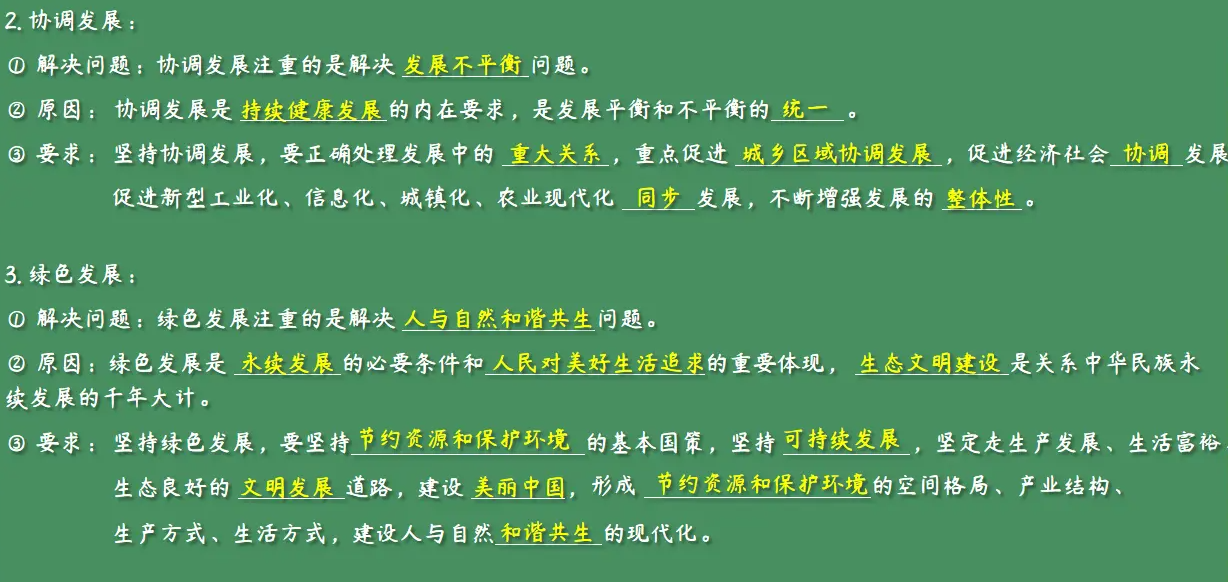 2. 协调发展：
① 解决问题：协调发展注重的是解决 发展不平衡 问题。
② 原因：协调发展是 持续健康发展 的内在要求，是发展平衡和不平衡的 统一 。
③ 要求：坚持协调发展，要正确处理发展中的 重大关系 ，重点促进 城乡区域协调发展 ，促进经济社会 协调 发展
促进新型工业化、信息化、城镇化、农业现代化 同步 发展，不断增强发展的 整体性 。
3. 绿色发展：
① 解决问题：绿色发展注重的是解决 人与自然和谐共生 问题。
② 原因：绿色发展是 永续发展 的必要条件和 人民对美好生活追求 的重要体现， 生态文明建设 是关系中华民族永
续发展的千年大计。
③ 要求：坚持绿色发展，要坚持 节约资源和保护环境 的基本国策，坚持 可持续发展 ，坚定走生产发展、生活富裕、
生态良好的 文明发展 道路，建设 美丽中国，形成 节约资源和保护环境 的空间格局、产业结构、
生产方式、生活方式，建设人与自然 和谐共生 的现代化。